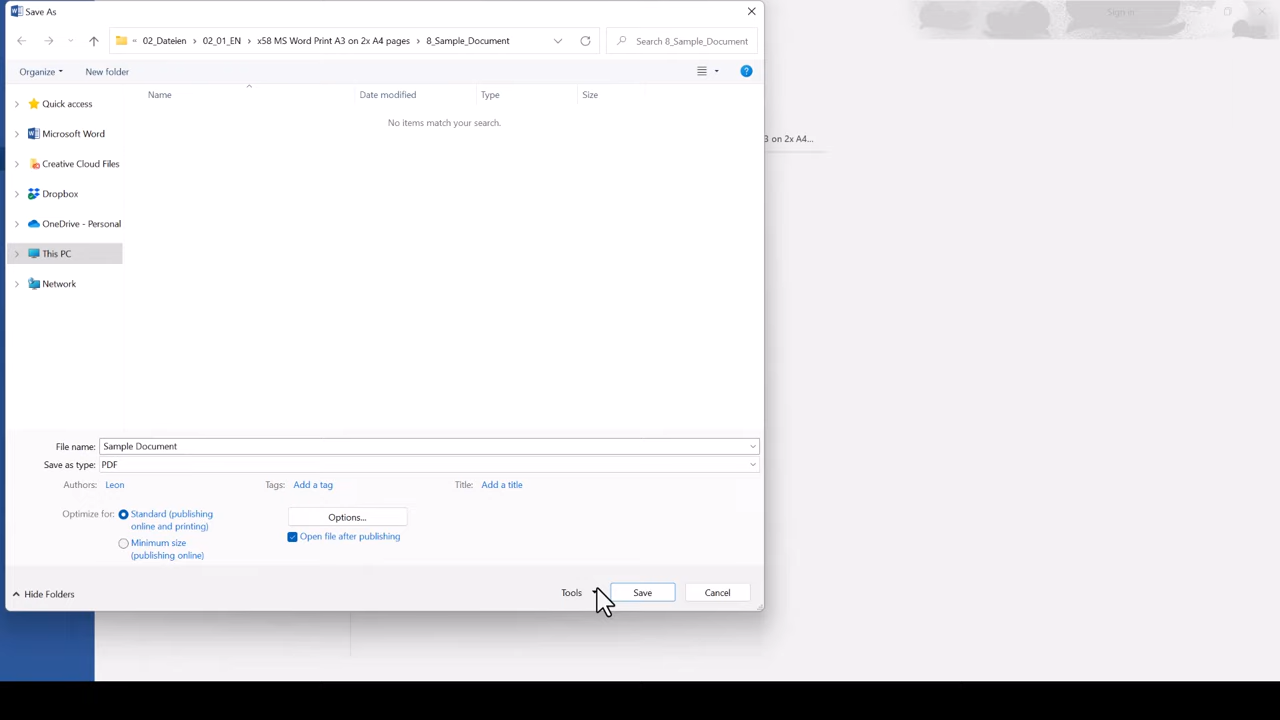 Save As
Sign in
« 02_Dateien › 02_01_EN › x58 MS Word Print A3 on 2x A4 pages › 8_Sample_Document
Search 8_Sample_Document
Organize
New folder
?
Name
Date modified
Type
Size
No items match your search.
Quick access
Microsoft Word
Creative Cloud Files
Dropbox
OneDrive - Personal
This PC
Network
3 on 2x A4...
File name: Sample Document
Save as type: PDF
Authors: Leon
Tags: Add a tag
Title: Add a title
Optimize for:
Standard (publishing
online and printing)
Minimum size
(publishing online)
Options...
Open file after publishing
Hide Folders
Tools
Save
Cancel